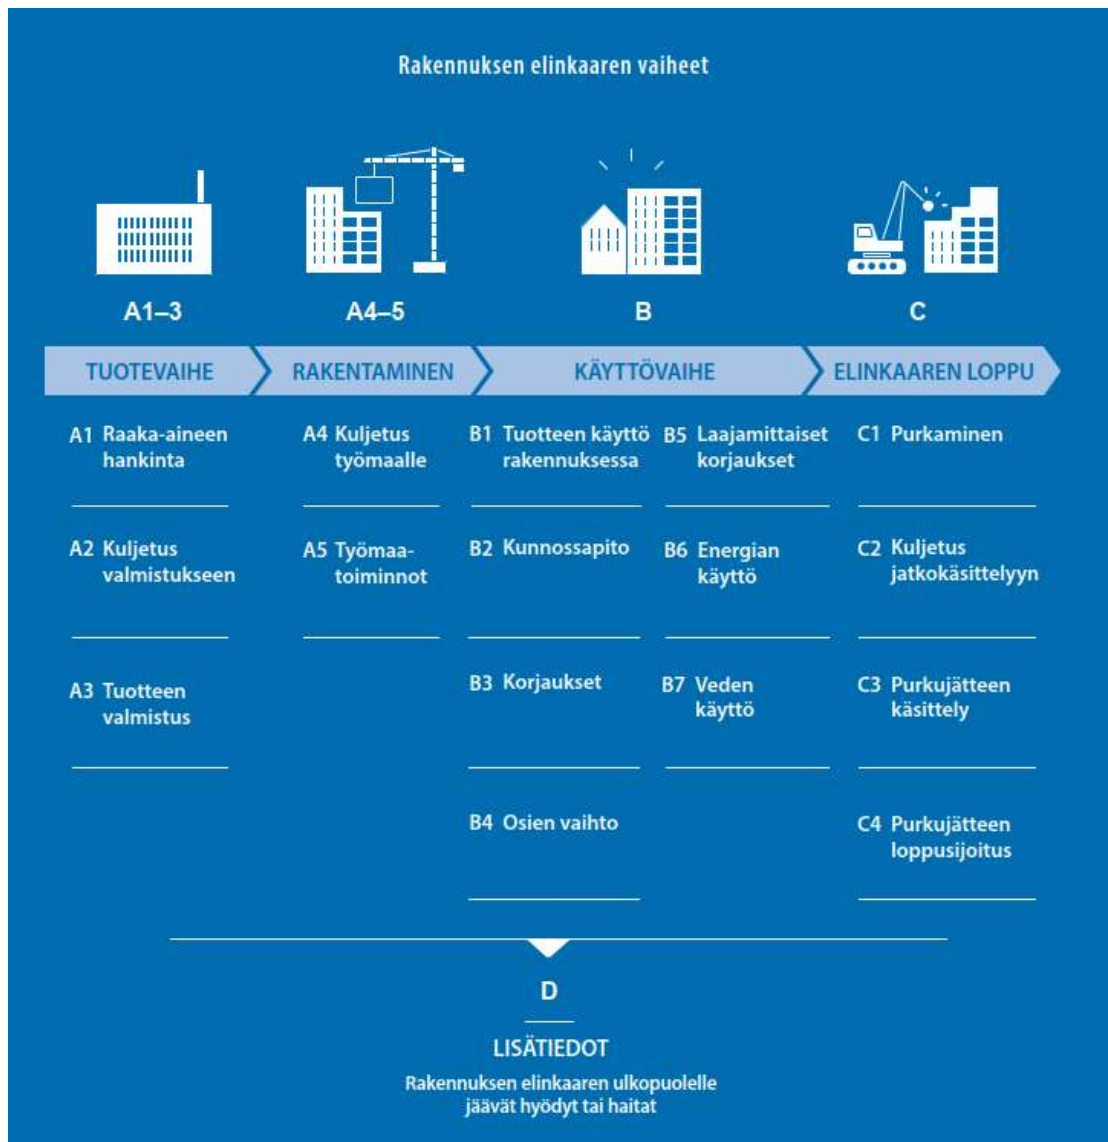 Rakennuksen elinkaaren vaiheet
A1–3
A4–5
B
C
TUOTEVAIHE
RAKENTAMINEN
KÄYTTÖVAIHE
ELINKAAREN LOPPU
A1 Raaka-aineen
hankinta
A2 Kuljetus
valmistukseen
A3 Tuotteen
valmistus
A4 Kuljetus
työmaalle
A5 Työmaa-
toiminnot
B1 Tuotteen käyttö
rakennuksessa
B2 Kunnossapito
B3 Korjaukset
B4 Osien vaihto
B5 Laajamittaiset
korjaukset
B6 Energian
käyttö
B7 Veden
käyttö
C1 Purkaminen
C2 Kuljetus
jatkokäsittelyyn
C3 Purkujätteen
käsittely
C4 Purkujätteen
loppusijoitus
D
LISÄTIEDOT
Rakennuksen elinkaaren ulkopuolelle
jäävät hyödyt tai haitat